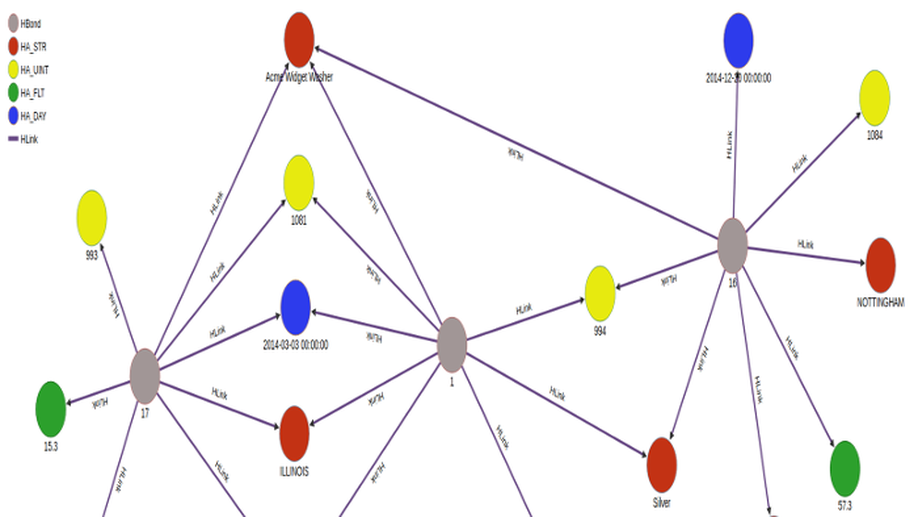 HBond
HA_STR
HA_UINT
HA_FLT
HA_DAY
HLink
Acme Widget Washer
2014-12-20 00:00:00
1084
HLink
HLink
HLink
HLink
HLink
1081
993
HLink
HLink
HLink
16
NOTTINGHAM
HLink
HLink
HLink
HLink
994
2014-03-03 00:00:00
HLink
HLink
HLink
HLink
17
1
HLink
HLink
HLink
HLink
HLink
15.3
ILLINOIS
HLink
HLink
HLink
HLink
Silver
57.3